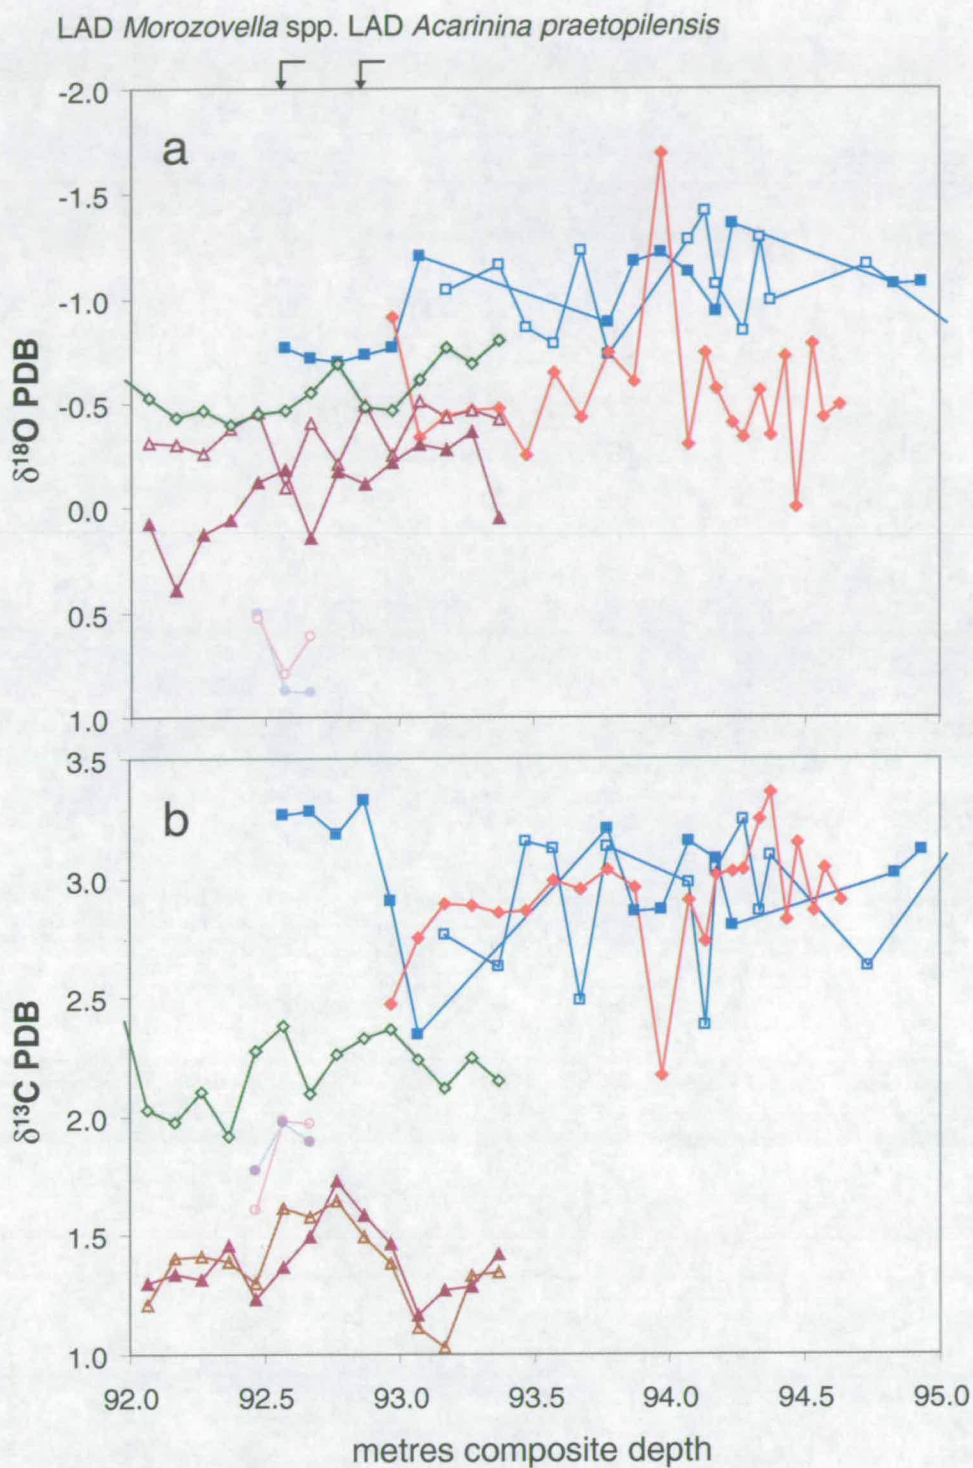 LAD Morozovella spp. LAD Acarinina praetopilensis
a
-2.0
-1.5
-1.0
-0.5
0.0
0.5
1.0
δ18O PDB
b
3.5
3.0
2.5
2.0
1.5
1.0
δ13C PDB
92.0 92.5 93.0 93.5 94.0 94.5 95.0
metres composite depth